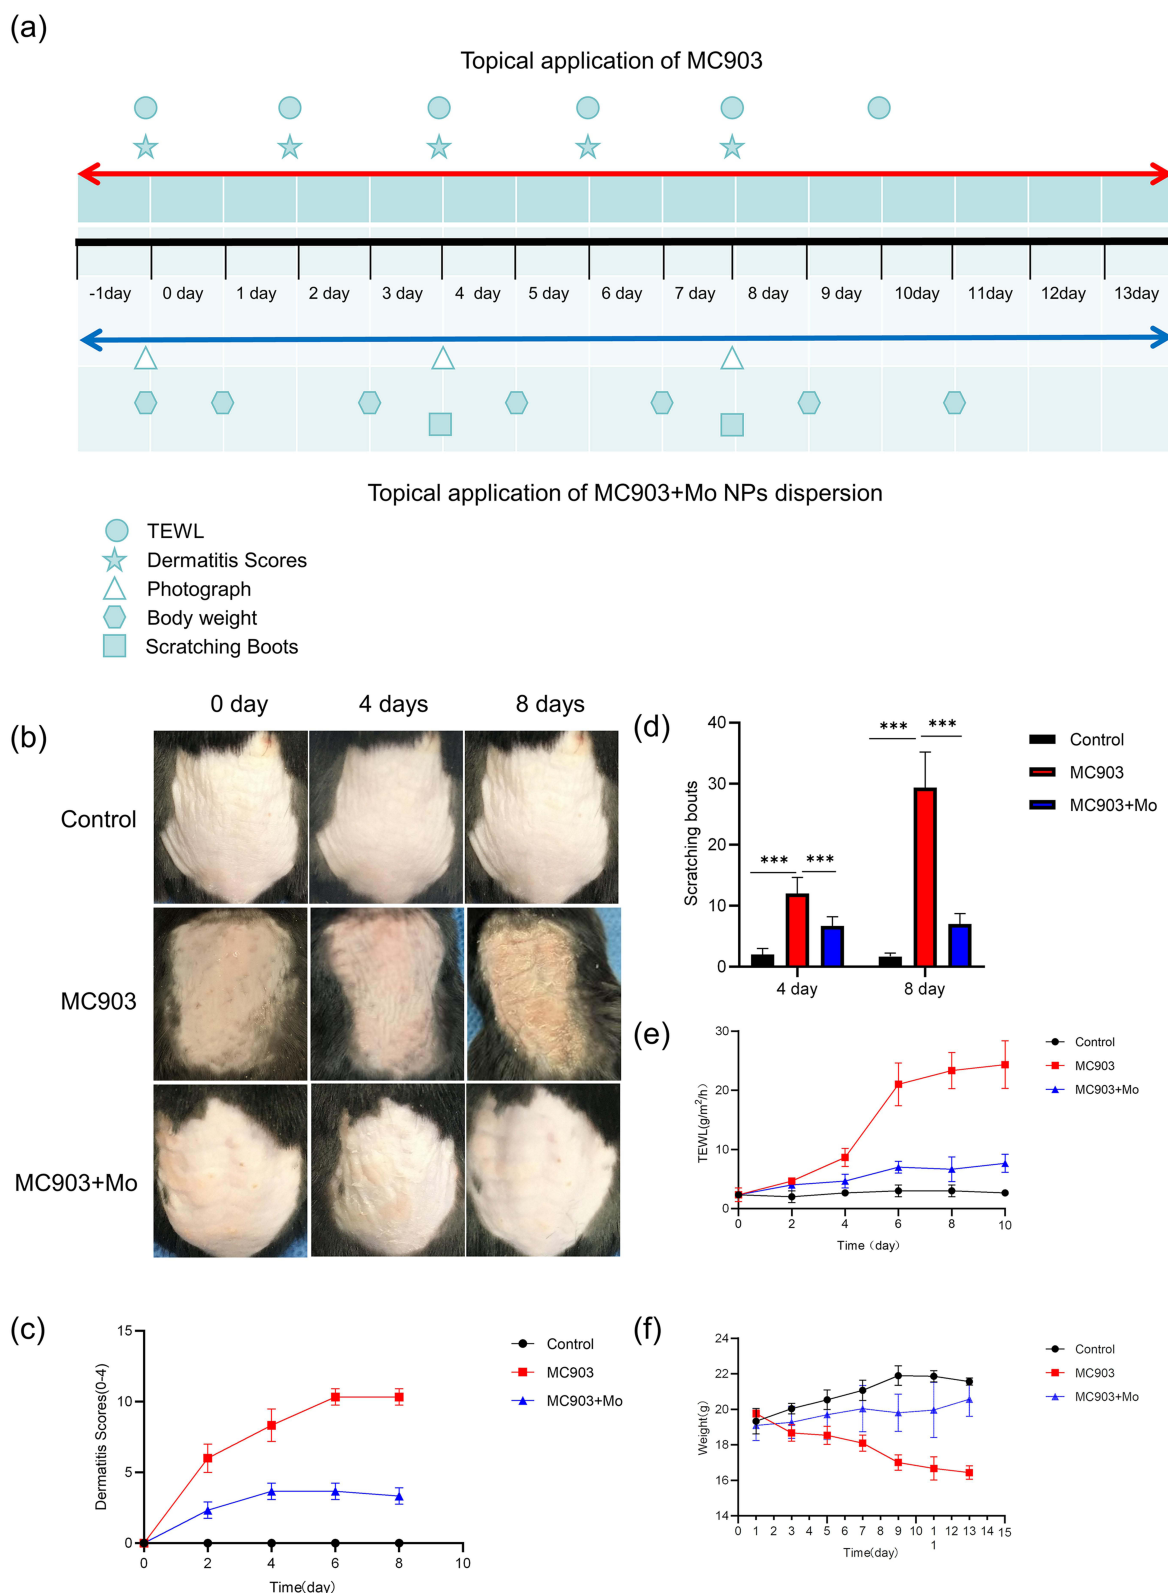 (a)
Topical application of MC903
-1day 0 day 1 day 2 day 3 day 4 day 5 day 6 day 7 day 8 day 9 day 10day 11day 12day 13day
Topical application of MC903+Mo NPs dispersion
TEWL
Dermatitis Scores
Photograph
Body weight
Scratching Boots
(b)
0 day 4 days 8 days
Control
MC903
MC903+Mo
(d)
Scratching bouts
40
30
20
10
0
*** ***
*** ***
4 day 8 day
Control
MC903
MC903+Mo
(e)
TEWL(g/m²/h)
30
20
10
0
0 2 4 6 8 10
Time (day)
Control
MC903
MC903+Mo
(c)
Dermatitis Scores(0-4)
15
10
5
0
0 2 4 6 8 10
Time(day)
Control
MC903
MC903+Mo
(f)
Weight(g)
24
22
20
18
16
14
0 1 2 3 4 5 6 7 8 9 10 1 12 13 14 15
1
Time(day)
Control
MC903
MC903+Mo